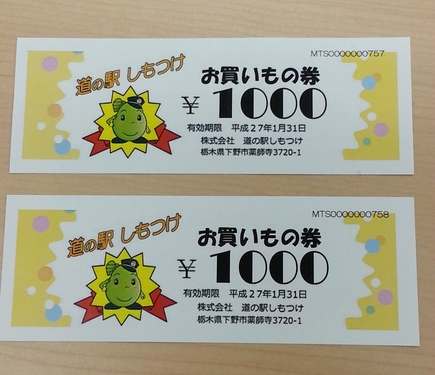 MTS0000000757
道の駅 しもつけ
お買いもの券
￥1000
有効期限 平成27年1月31日
株式会社 道の駅しもつけ
栃木県下野市薬師寺3720-1
MTS0000000758
道の駅 しもつけ
お買いもの券
￥1000
有効期限 平成27年1月31日
株式会社 道の駅しもつけ
栃木県下野市薬師寺3720-1